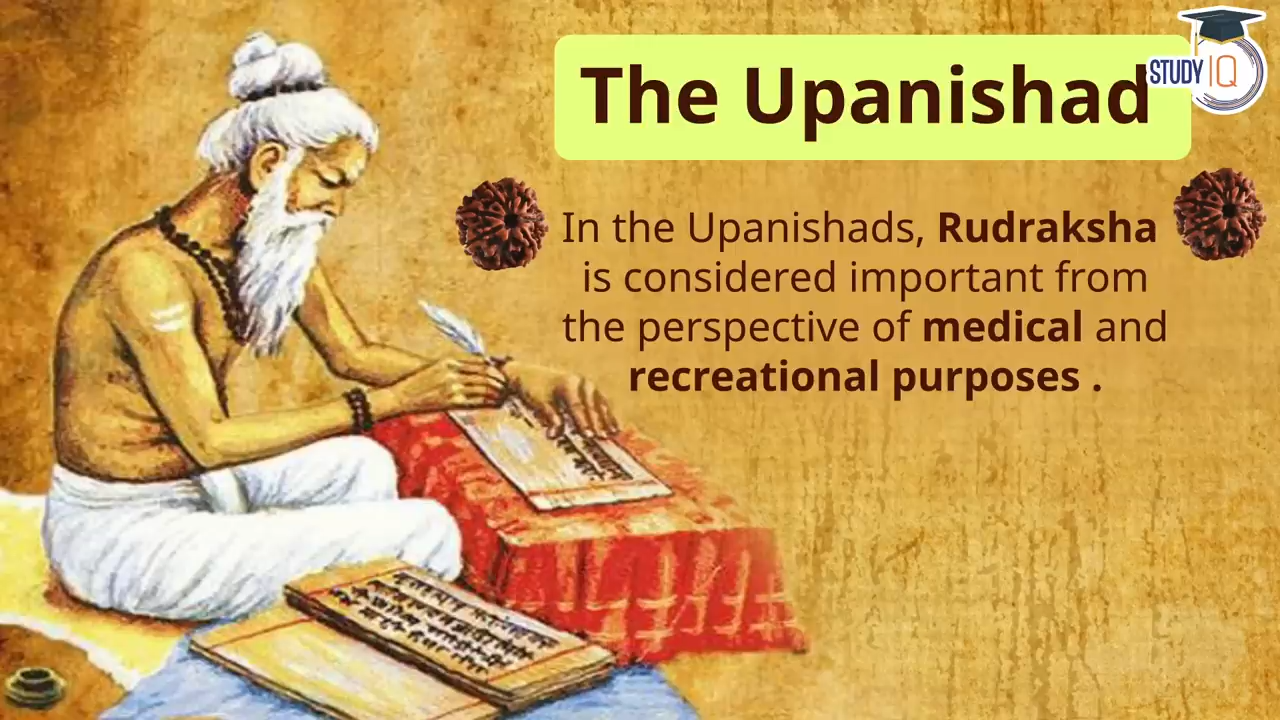 The Upanishad
STUDY IQ
In the Upanishads, Rudraksha
is considered important from
the perspective of medical and
recreational purposes .